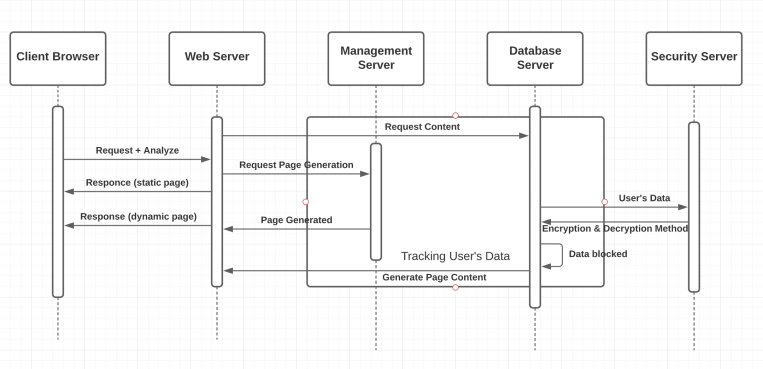 Client Browser
Web Server
Management
Server
Database
Server
Security Server
Request Content
Request + Analyze
Request Page Generation
Responce (static page)
User's Data
Response (dynamic page)
Page Generated
Encryption & Decryption Method
Data blocked
Tracking User's Data
Generate Page Content